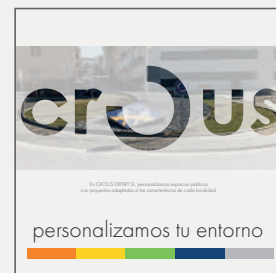 crous
En CROUS EXPERT SL, personalizamos espacios públicos
con proyectos adaptados a las características de cada localidad.
personalizamos tu entorno